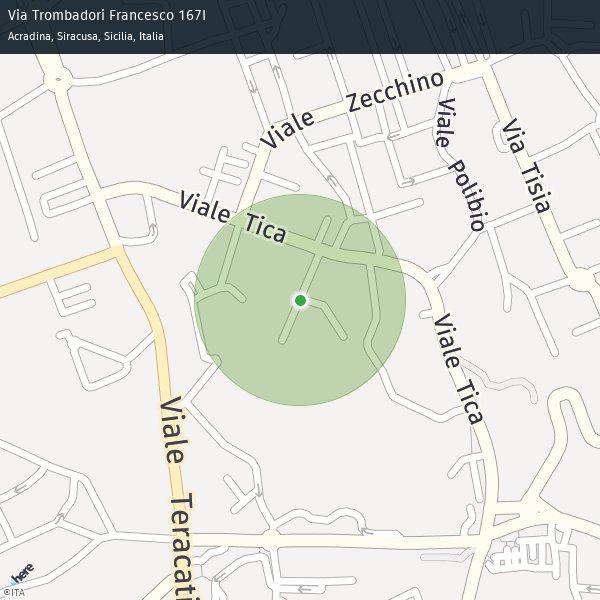 Via Trombadori Francesco 167I
Acradina, Siracusa, Sicilia, Italia
Viale Zecchino
Viale Polibio
Via Tisia
Viale Tica
Viale Tica
Viale Teracati
here
©ITA